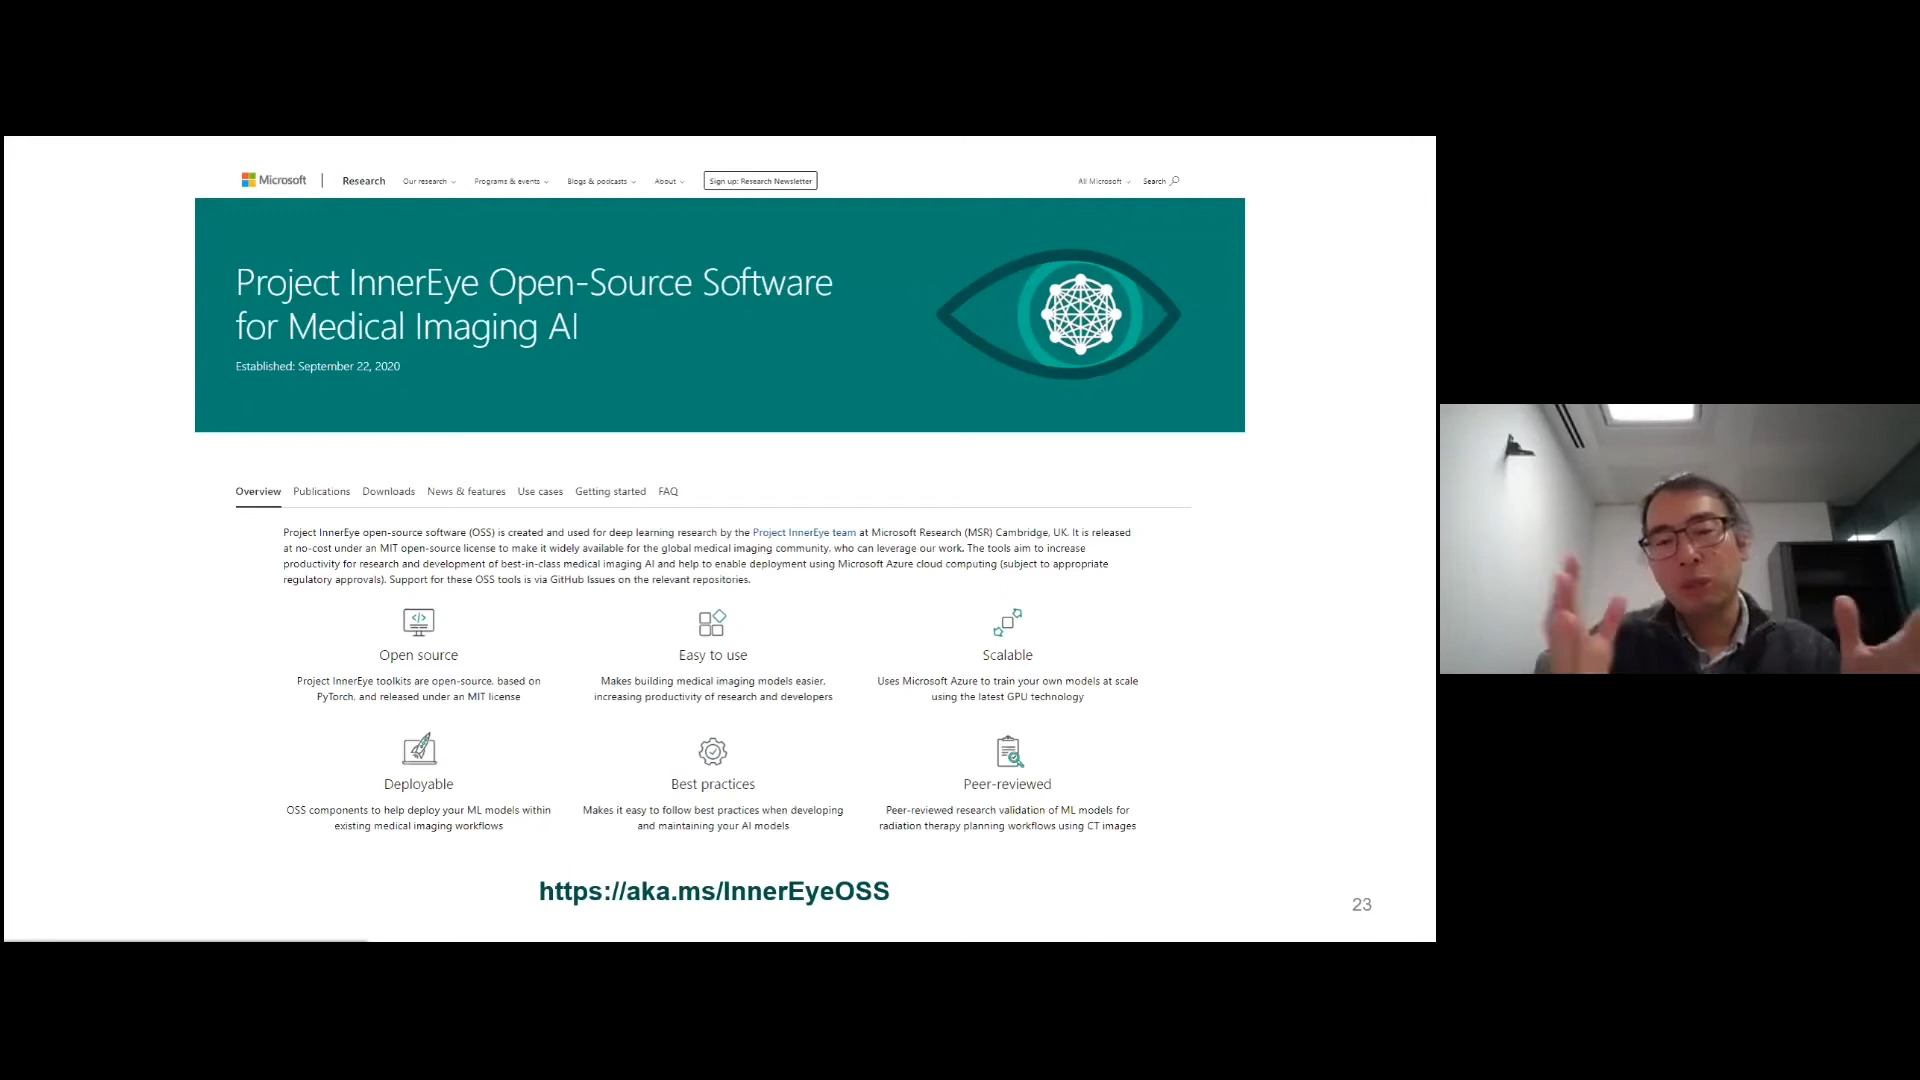 Microsoft | Research Our research Programs & events Blogs & podcasts About Sign up: Research Newsletter All Microsoft Search
Project InnerEye Open-Source Software
for Medical Imaging AI
Established: September 22, 2020
Overview Publications Downloads News & features Use cases Getting started FAQ
Project InnerEye open-source software (OSS) is created and used for deep learning research by the Project InnerEye team at Microsoft Research (MSR) Cambridge, UK. It is released
at no-cost under an MIT open-source license to make it widely available for the global medical imaging community, who can leverage our work. The tools aim to increase
productivity for research and development of best-in-class medical imaging AI and help to enable deployment using Microsoft Azure cloud computing (subject to appropriate
regulatory approvals). Support for these OSS tools is via GitHub Issues on the relevant repositories.
Open source
Project InnerEye toolkits are open-source, based on
PyTorch, and released under an MIT license
Easy to use
Makes building medical imaging models easier,
increasing productivity of research and developers
Scalable
Uses Microsoft Azure to train your own models at scale
using the latest GPU technology
Deployable
OSS components to help deploy your ML models within
existing medical imaging workflows
Best practices
Makes it easy to follow best practices when developing
and maintaining your AI models
Peer-reviewed
Peer-reviewed research validation of ML models for
radiation therapy planning workflows using CT images
https://aka.ms/InnerEyeOSS
23